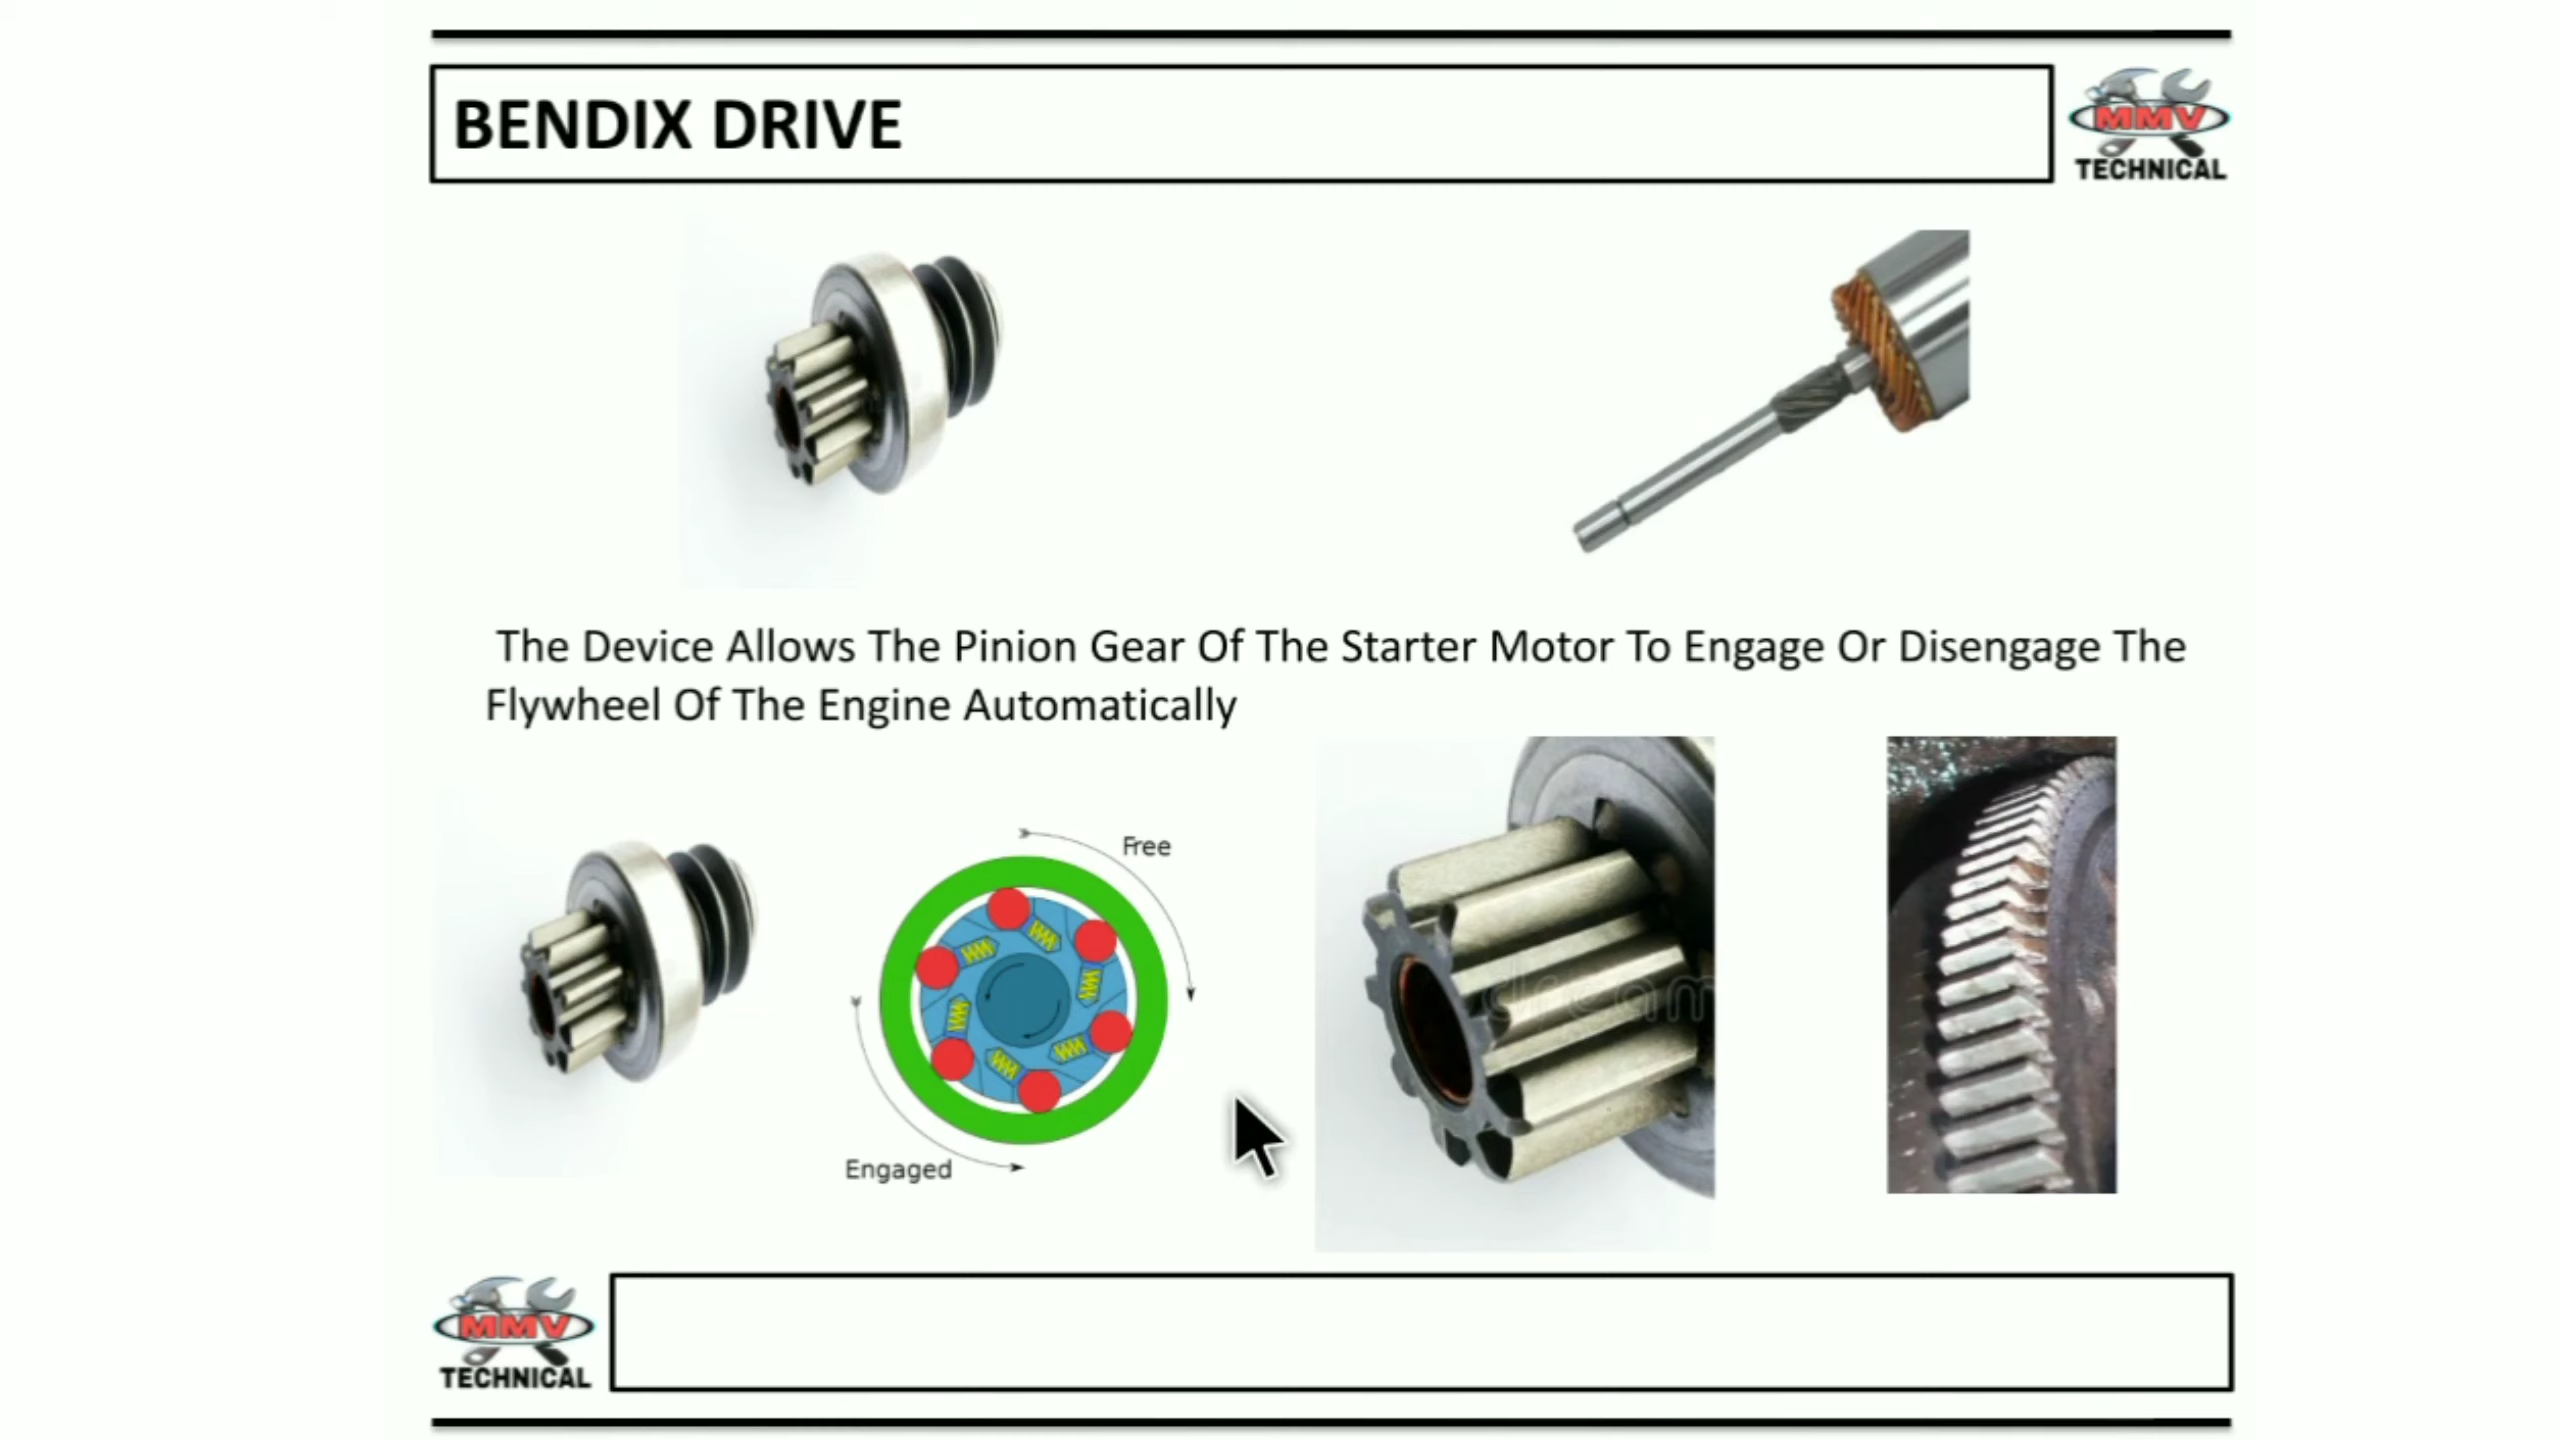 BENDIX DRIVE
MMV
TECHNICAL
The Device Allows The Pinion Gear Of The Starter Motor To Engage Or Disengage The
Flywheel Of The Engine Automatically
Free
Engaged
dream
MMV
TECHNICAL